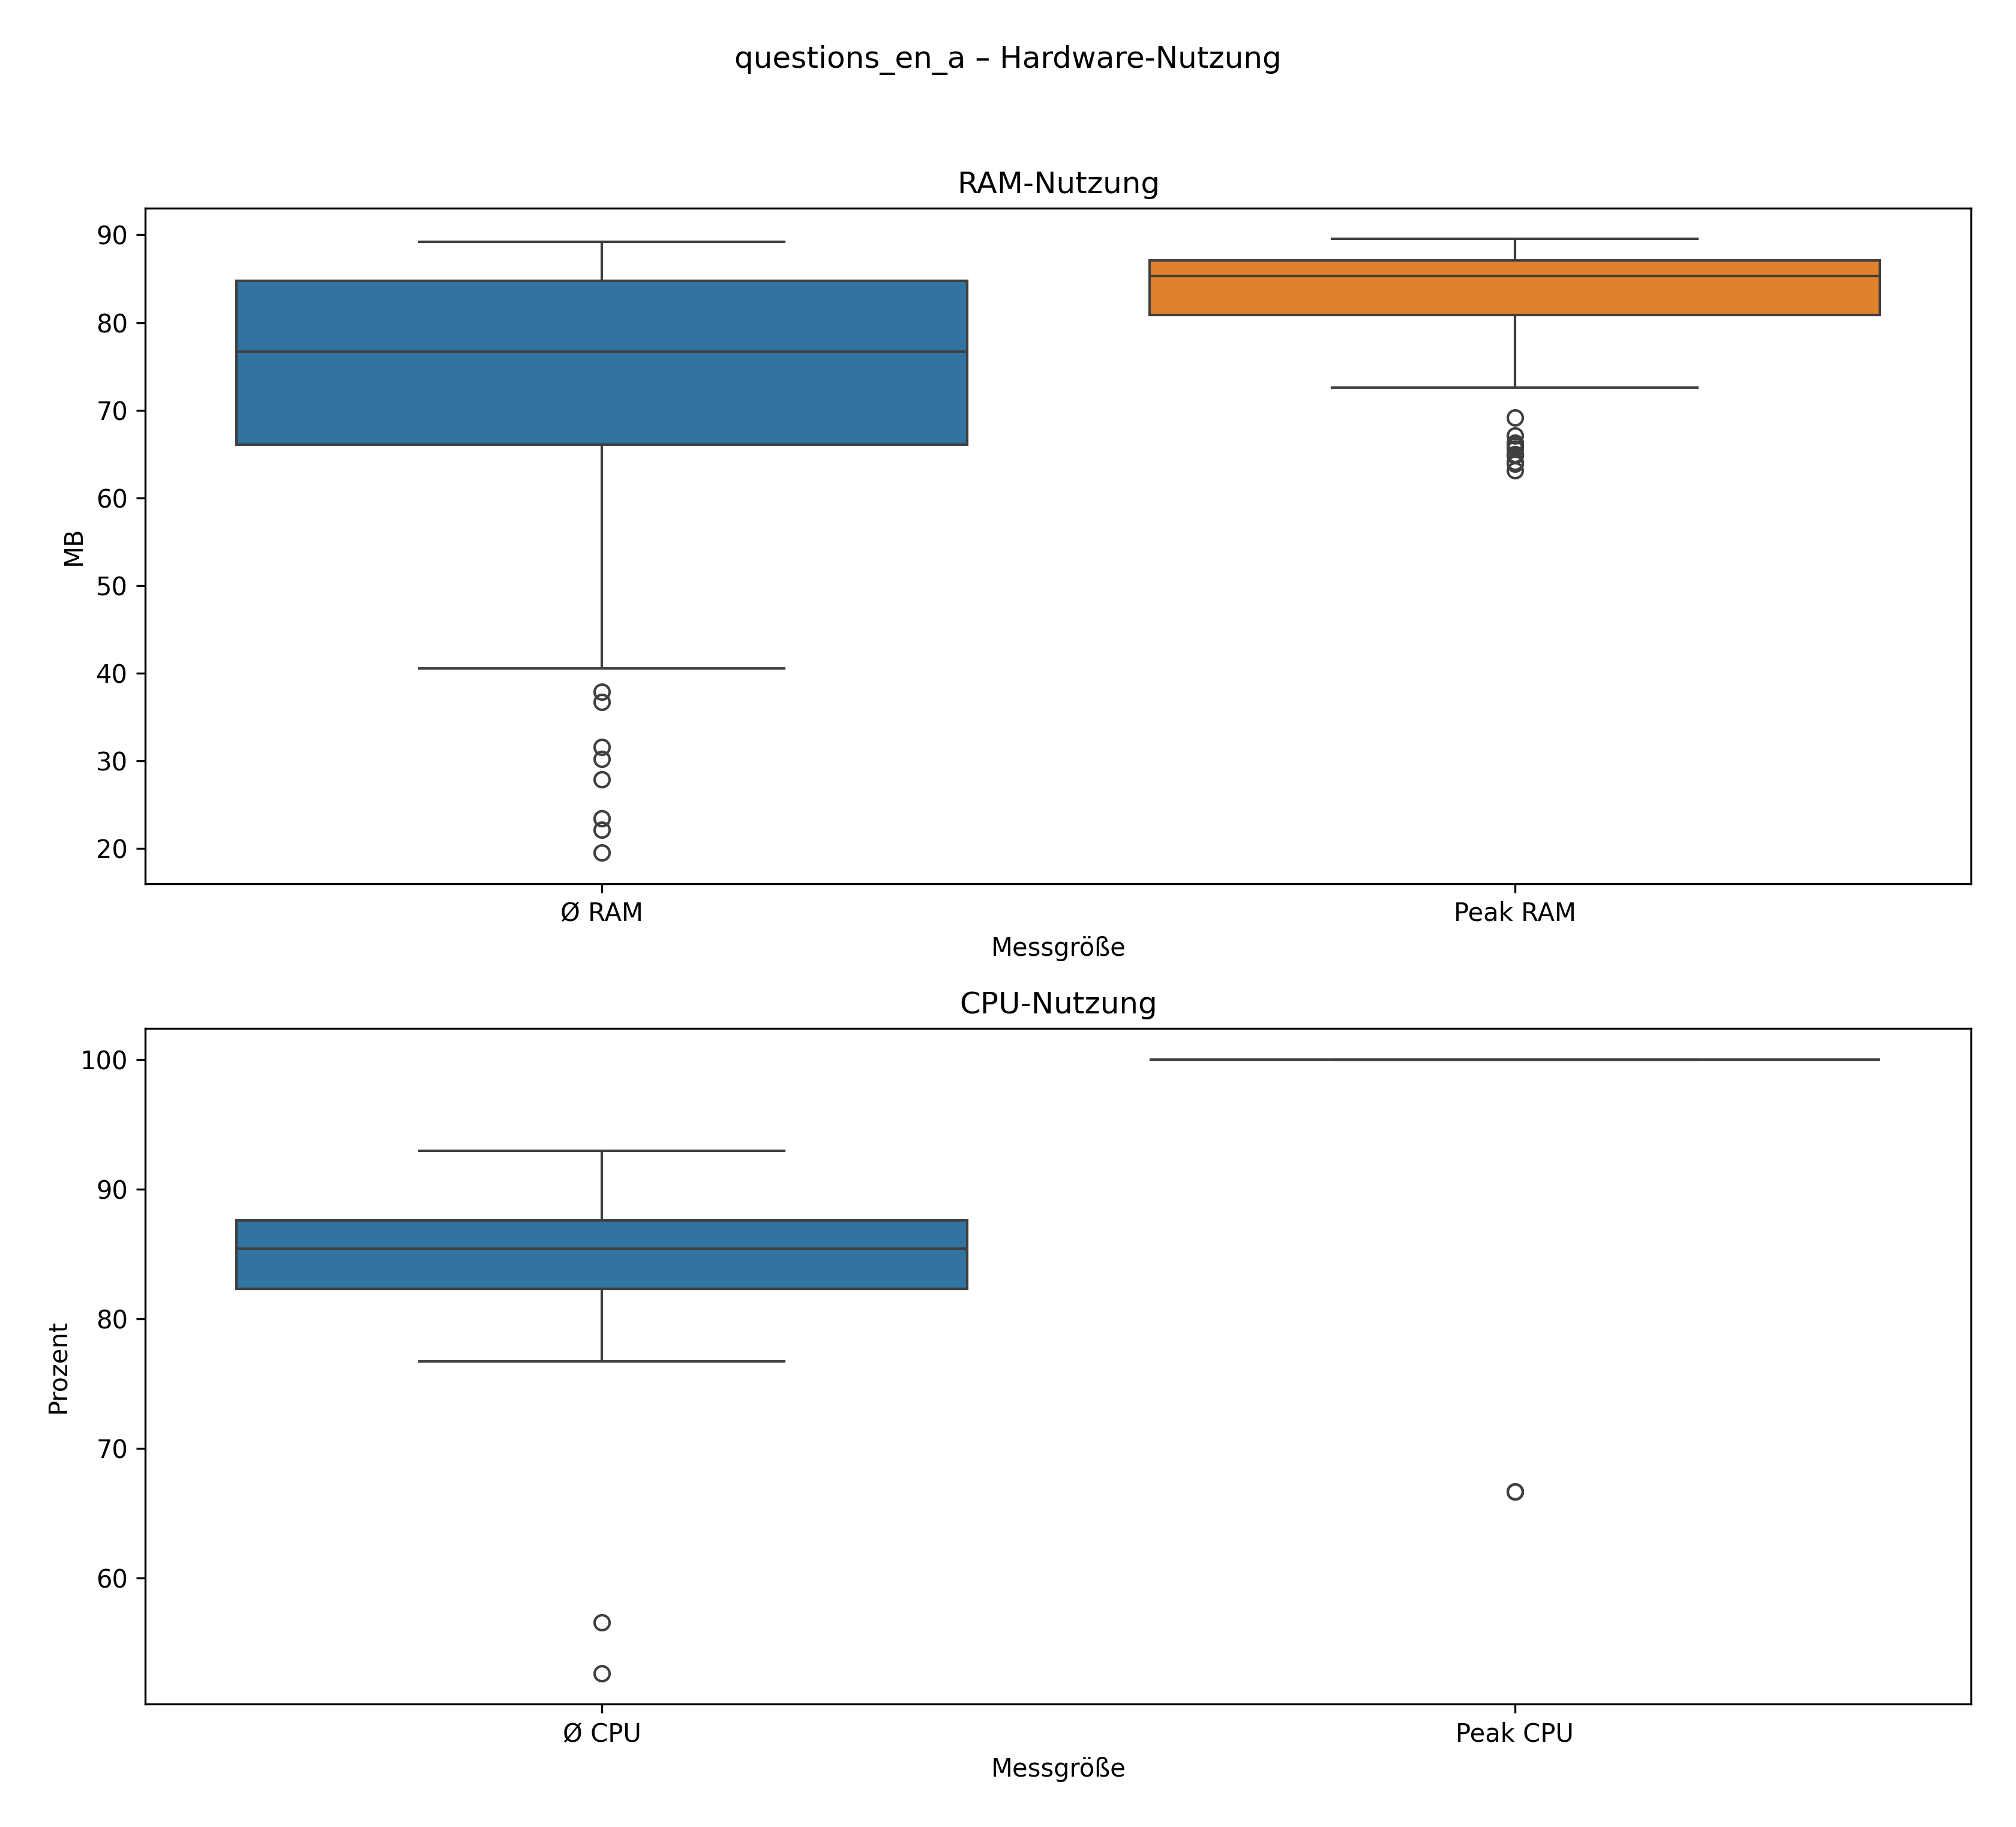 questions_en_a – Hardware-Nutzung
RAM-Nutzung
90
80
70
60
50
40
30
20
MB
Ø RAM
Peak RAM
Messgröße
CPU-Nutzung
100
90
80
70
60
Prozent
Ø CPU
Peak CPU
Messgröße